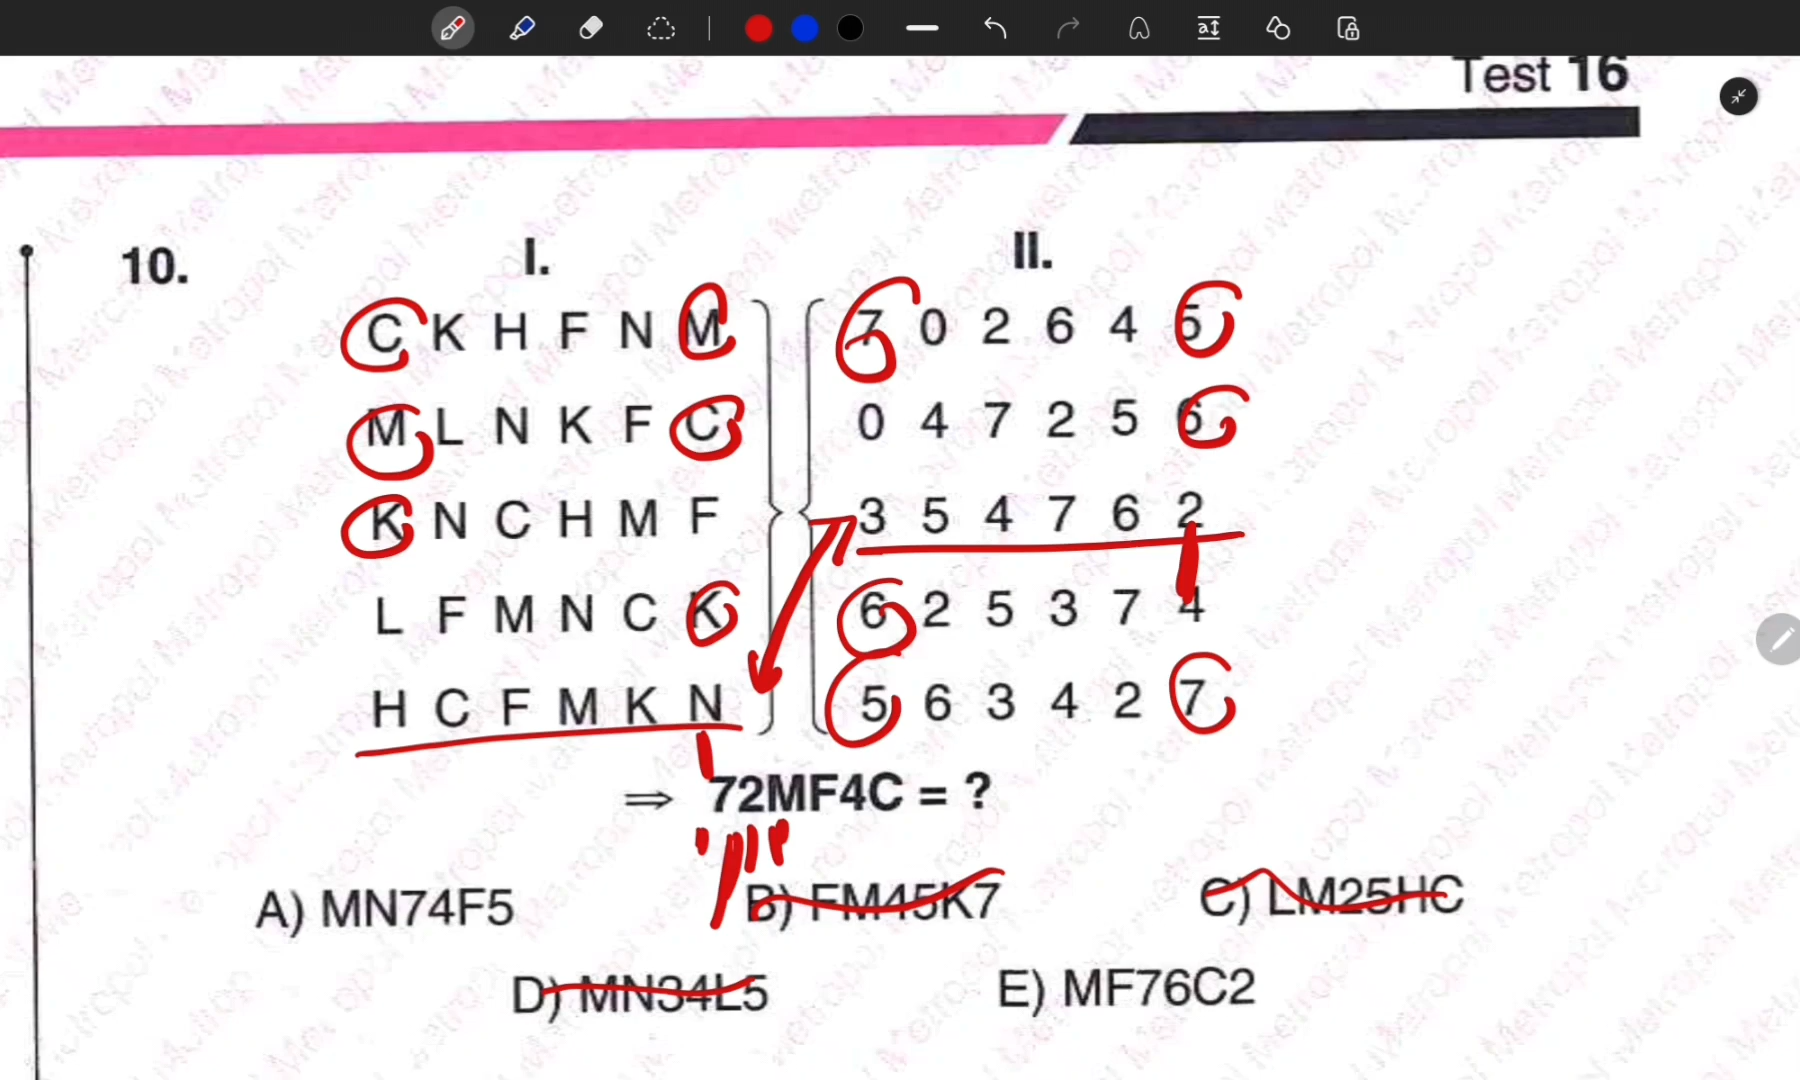 Test 16
10. I. II.
C K H F N M 7 0 2 6 4 5
M L N K F C 0 4 7 2 5 6
K N C H M F 3 5 4 7 6 2
L F M N C K 6 2 5 3 7 4
H C F M K N 5 6 3 4 2 7
⇒ 72MF4C = ?
A) MN74F5 B) FM45K7 C) LM25HC
D) MN34L5 E) MF76C2
Metropol